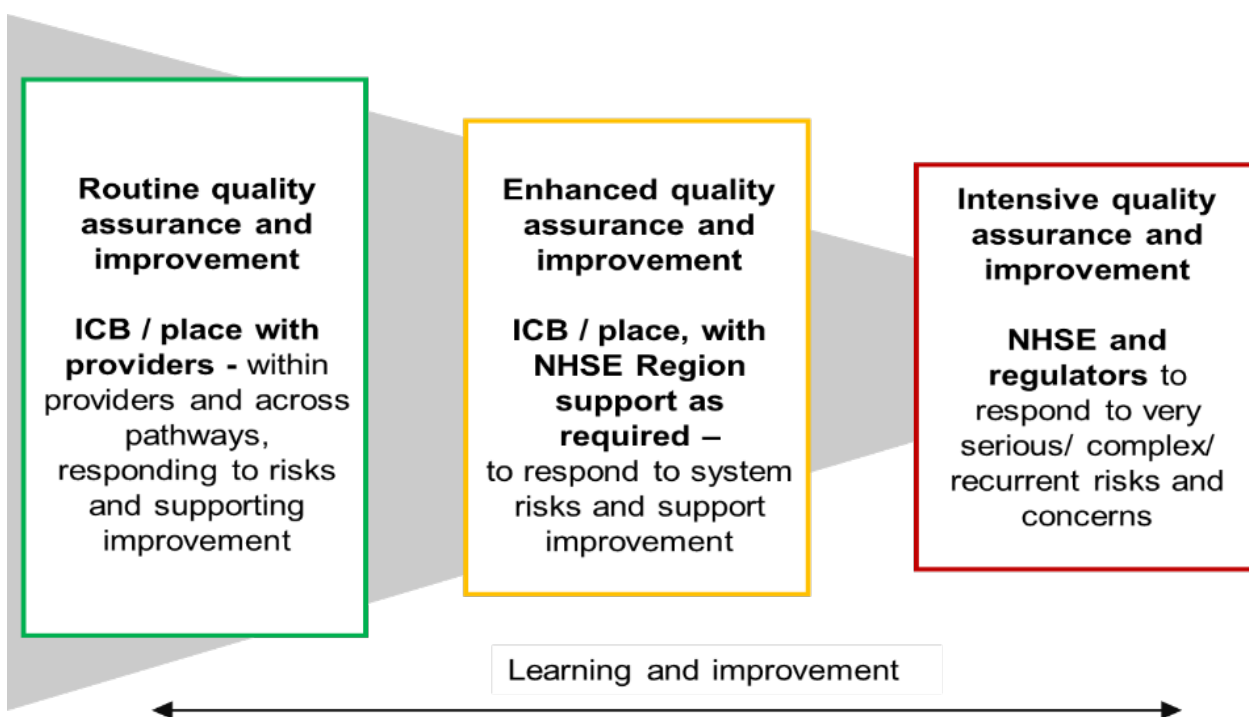 Routine quality
assurance and
improvement
ICB / place with
providers - within
providers and across
pathways,
responding to risks
and supporting
improvement
Enhanced quality
assurance and
improvement
ICB / place, with
NHSE Region
support as
required –
to respond to system
risks and support
improvement
Intensive quality
assurance and
improvement
NHSE and
regulators to
respond to very
serious/ complex/
recurrent risks and
concerns
Learning and improvement